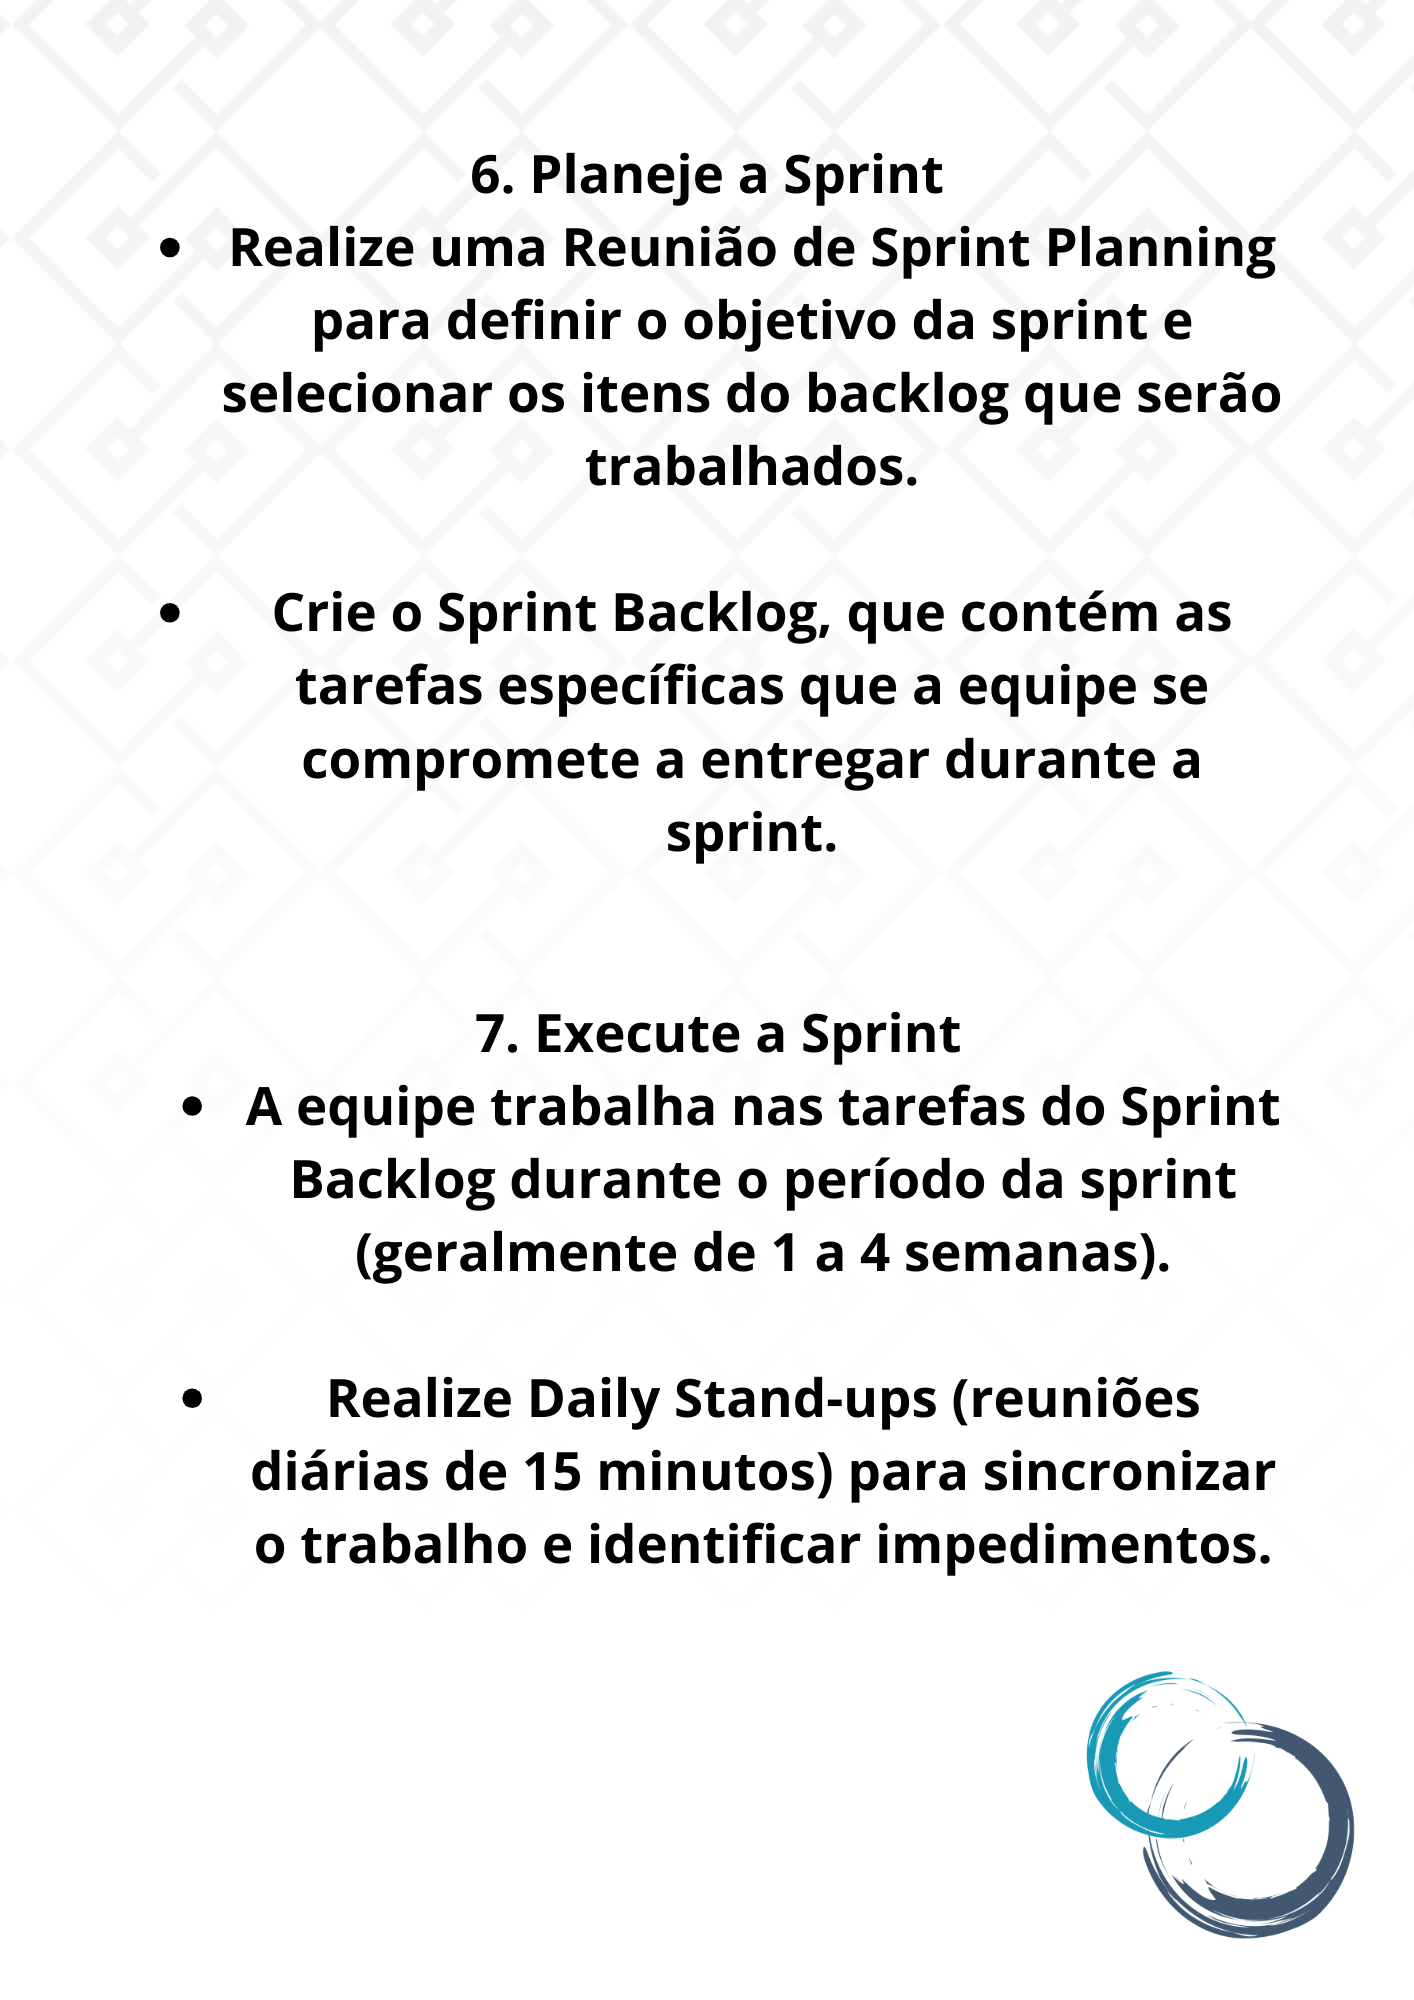 6. Planeje a Sprint
• Realize uma Reunião de Sprint Planning
para definir o objetivo da sprint e
selecionar os itens do backlog que serão
trabalhados.
• Crie o Sprint Backlog, que contém as
tarefas específicas que a equipe se
compromete a entregar durante a
sprint.
7. Execute a Sprint
• A equipe trabalha nas tarefas do Sprint
Backlog durante o período da sprint
(geralmente de 1 a 4 semanas).
• Realize Daily Stand-ups (reuniões
diárias de 15 minutos) para sincronizar
o trabalho e identificar impedimentos.